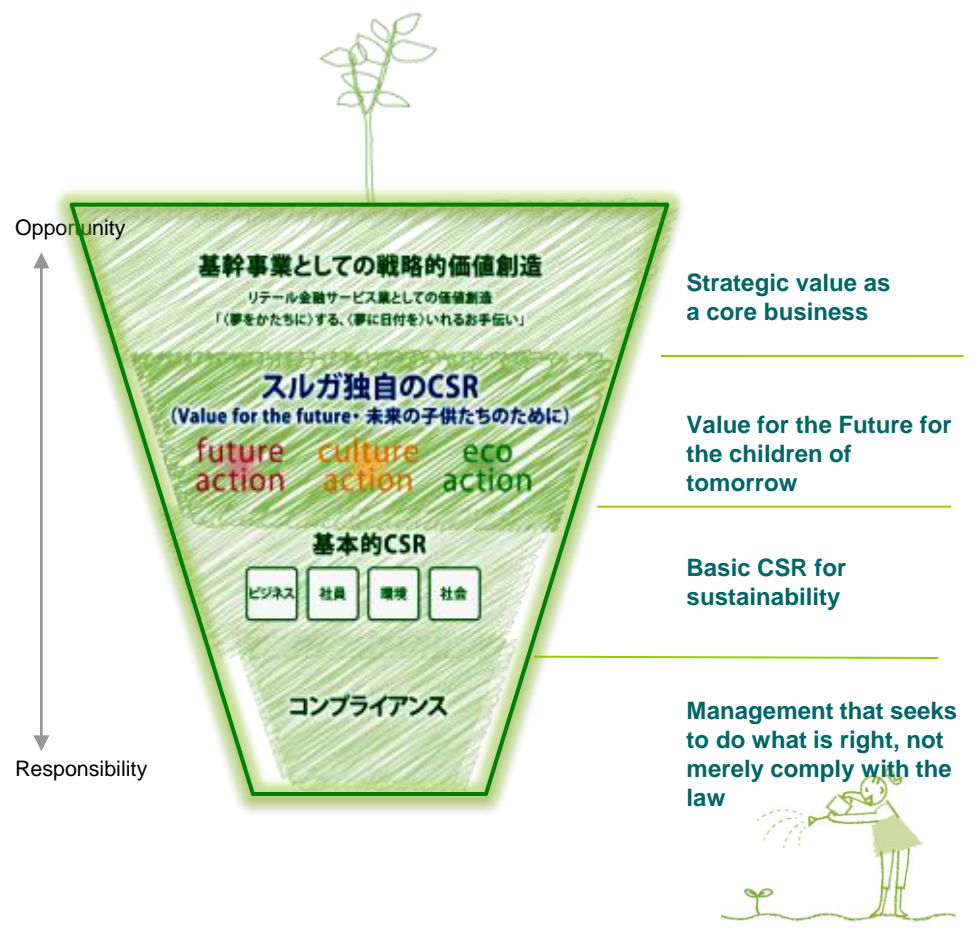 Opportunity
基幹事業としての戦略的価値創造
リテール金融サービス業としての価値創造
「〈夢をかたちに〉する、〈夢に日付を〉いれるお手伝い」
Strategic value as
a core business
スルガ独自のCSR
(Value for the future・未来の子供たちのために)
future
action
culture
action
eco
action
Value for the Future for
the children of
tomorrow
基本的CSR
ビジネス
社員
環境
社会
Basic CSR for
sustainability
コンプライアンス
Management that seeks
to do what is right, not
merely comply with the
law
Responsibility